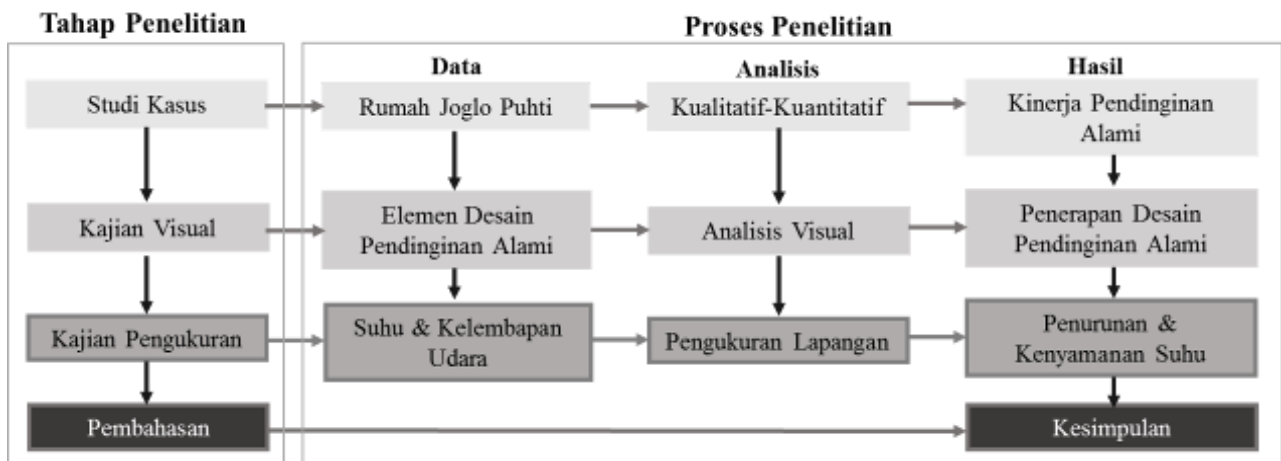 Tahap Penelitian
Proses Penelitian
Data
Analisis
Hasil
Studi Kasus
Rumah Joglo Puhti
Kualitatif-Kuantitatif
Kinerja Pendinginan
Alami
Kajian Visual
Elemen Desain
Pendinginan Alami
Analisis Visual
Penerapan Desain
Pendinginan Alami
Kajian Pengukuran
Suhu & Kelembapan
Udara
Pengukuran Lapangan
Penurunan &
Kenyamanan Suhu
Pembahasan
Kesimpulan